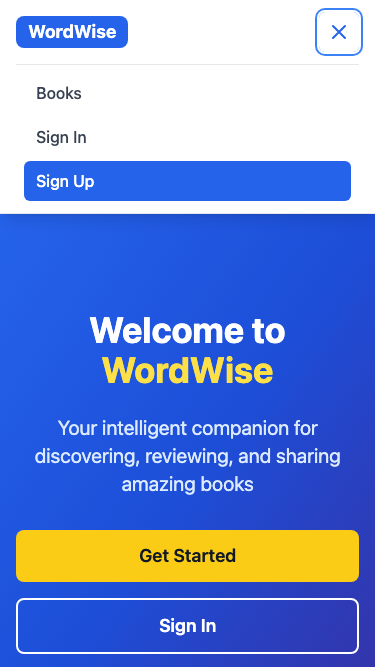 WordWise
Books
Sign In
Sign Up
Welcome to
WordWise
Your intelligent companion for
discovering, reviewing, and sharing
amazing books
Get Started
Sign In